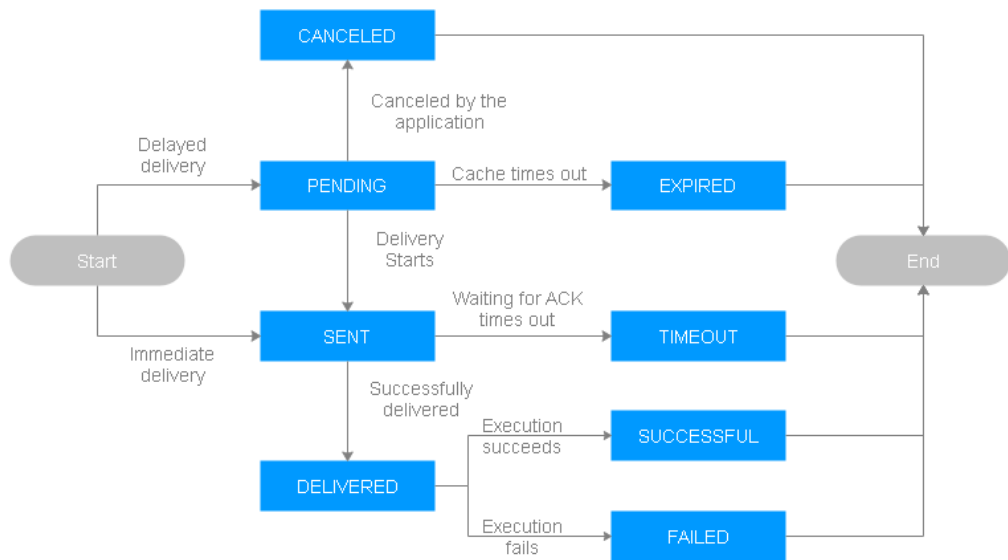 CANCELED
Canceled by the
application
Delayed
delivery
PENDING
Cache times out
EXPIRED
Start
Delivery
Starts
End
Waiting for ACK
times out
SENT
TIMEOUT
Immediate
delivery
Successfully
delivered
Execution
succeeds
SUCCESSFUL
DELIVERED
Execution
fails
FAILED